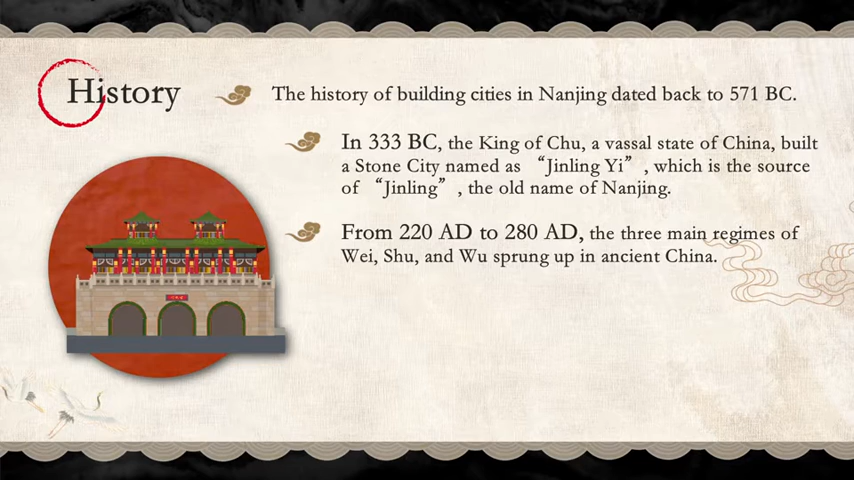 History
The history of building cities in Nanjing dated back to 571 BC.
In 333 BC, the King of Chu, a vassal state of China, built
a Stone City named as “Jinling Yi”, which is the source
of “Jinling”, the old name of Nanjing.
From 220 AD to 280 AD, the three main regimes of
Wei, Shu, and Wu sprung up in ancient China.